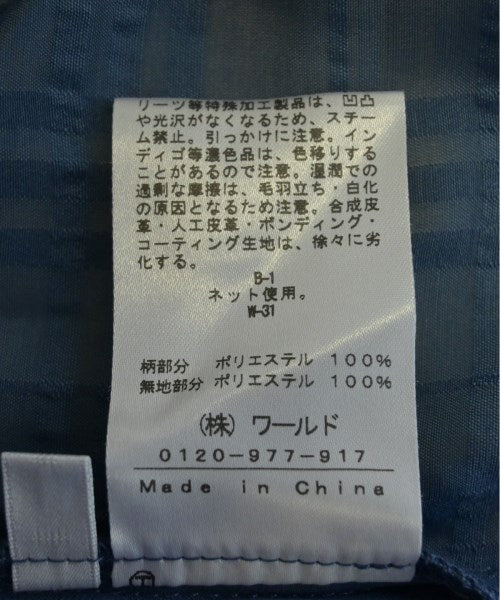 リーツ等特殊加工製品は、凹凸
や光沢がなくなるため、スチー
ム禁止。引っかけに注意。イン
ディゴ等濃色品は、色移りする
ことがあるので注意。湿潤での
過剰な摩擦は、毛羽立ち・白化
の原因となるため注意。合成皮
革・人工皮革・ボンディング・
コーティング生地は、徐々に劣
化する。
B-1
ネット使用。
W-31
柄部分 ポリエステル 100%
無地部分 ポリエステル 100%
(株) ワールド
0120-977-917
Made in China